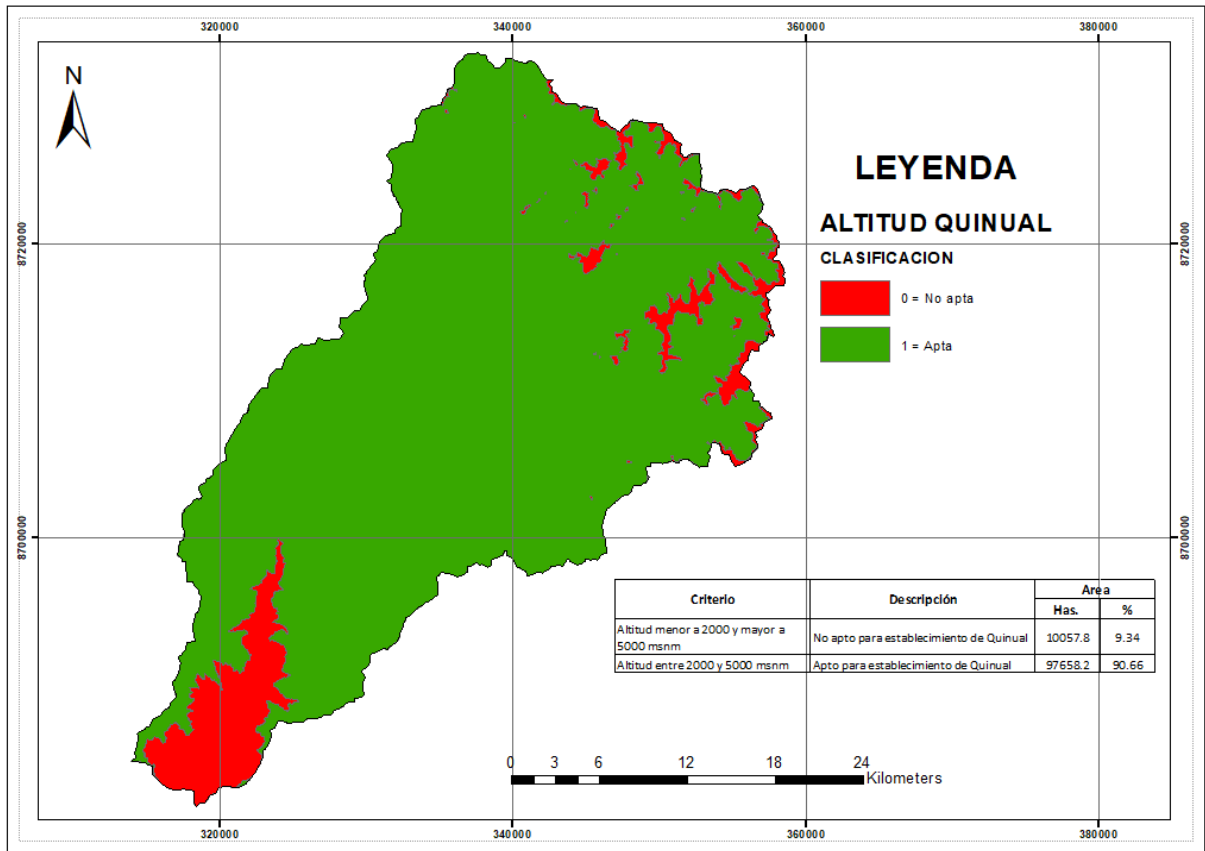 320000 340000 360000 380000
N
LEYENDA
ALTITUD QUINUAL
CLASIFICACION
0 = No apta
1 = Apta
8720000 8720000
8700000 8700000
Criterio Descripción Area
Has. %
Altitud menor a 2000 y mayor a
5000 msnm No apto para establecimiento de Quinual 10057.8 9.34
Altitud entre 2000 y 5000 msnm Apto para establecimiento de Quinual 97658.2 90.66
0 3 6 12 18 24
Kilometers
320000 340000 360000 380000